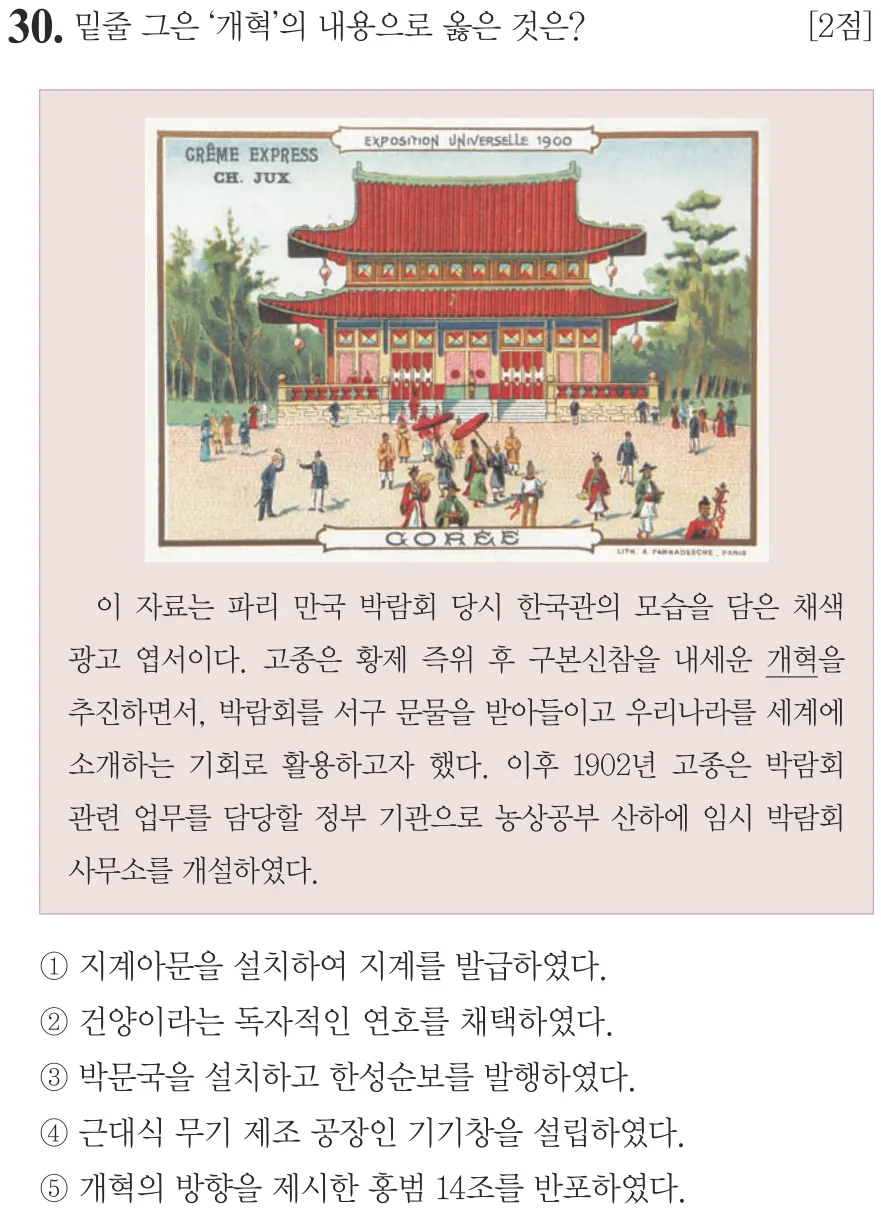 30. 밑줄 그은 ‘개혁’의 내용으로 옳은 것은? [2점]
EXPOSITION UNIVERSELLE 1900
CRÊME EXPRESS
CH. JUX
CORÉE
LITH. A. FARRADESCHE, PARIS
이 자료는 파리 만국 박람회 당시 한국관의 모습을 담은 채색
광고 엽서이다. 고종은 황제 즉위 후 구본신참을 내세운 개혁을
추진하면서, 박람회를 서구 문물을 받아들이고 우리나라를 세계에
소개하는 기회로 활용하고자 했다. 이후 1902년 고종은 박람회
관련 업무를 담당할 정부 기관으로 농상공부 산하에 임시 박람회
사무소를 개설하였다.
① 지계아문을 설치하여 지계를 발급하였다.
② 건양이라는 독자적인 연호를 채택하였다.
③ 박문국을 설치하고 한성순보를 발행하였다.
④ 근대식 무기 제조 공장인 기기창을 설립하였다.
⑤ 개혁의 방향을 제시한 홍범 14조를 반포하였다.